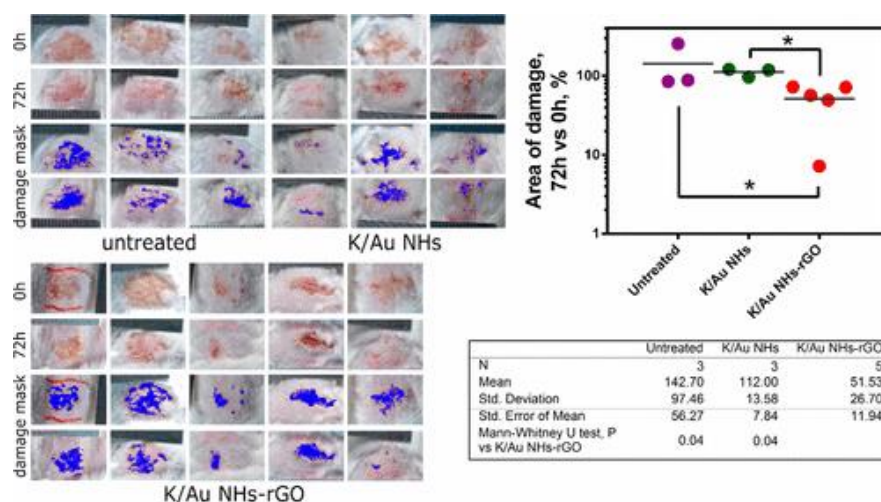 0h
72h
damage mask
untreated
K/Au NHs
0h
72h
damage mask
K/Au NHs-rGO
Area of damage,
72h vs 0h, %
100
10
1
*
*
Untreated
K/Au NHs
K/Au NHs-rGO
Untreated K/Au NHs K/Au NHs-rGO
N 3 3 5
Mean 142.70 112.00 51.53
Std. Deviation 97.46 13.58 26.70
Std. Error of Mean 56.27 7.84 11.94
Mann-Whitney U test, P
vs K/Au NHs-rGO 0.04 0.04